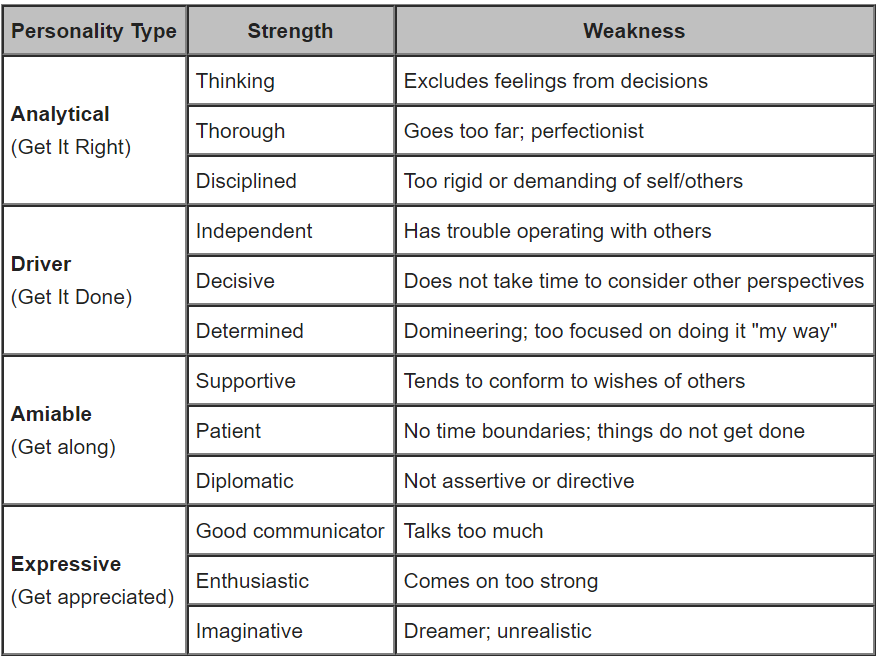 Personality Type Strength Weakness
Analytical
(Get It Right)
Thinking Excludes feelings from decisions
Thorough Goes too far; perfectionist
Disciplined Too rigid or demanding of self/others
Driver
(Get It Done)
Independent Has trouble operating with others
Decisive Does not take time to consider other perspectives
Determined Domineering; too focused on doing it "my way"
Amiable
(Get along)
Supportive Tends to conform to wishes of others
Patient No time boundaries; things do not get done
Diplomatic Not assertive or directive
Expressive
(Get appreciated)
Good communicator Talks too much
Enthusiastic Comes on too strong
Imaginative Dreamer; unrealistic